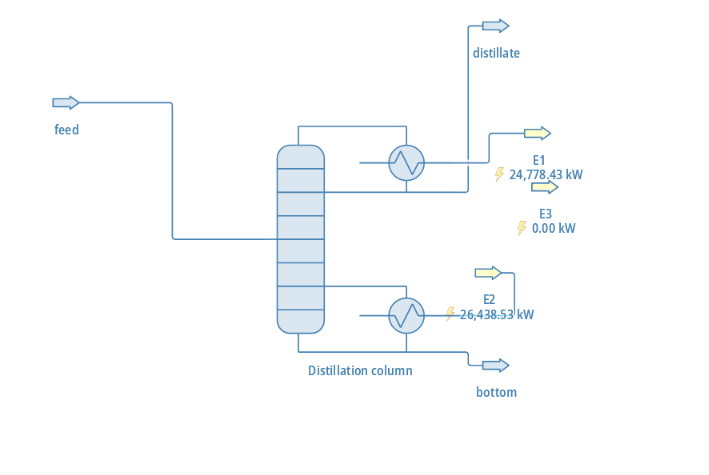 distillate
feed
E1
24,778.43 kW
E3
0.00 kW
E2
26,438.53 kW
Distillation column
bottom